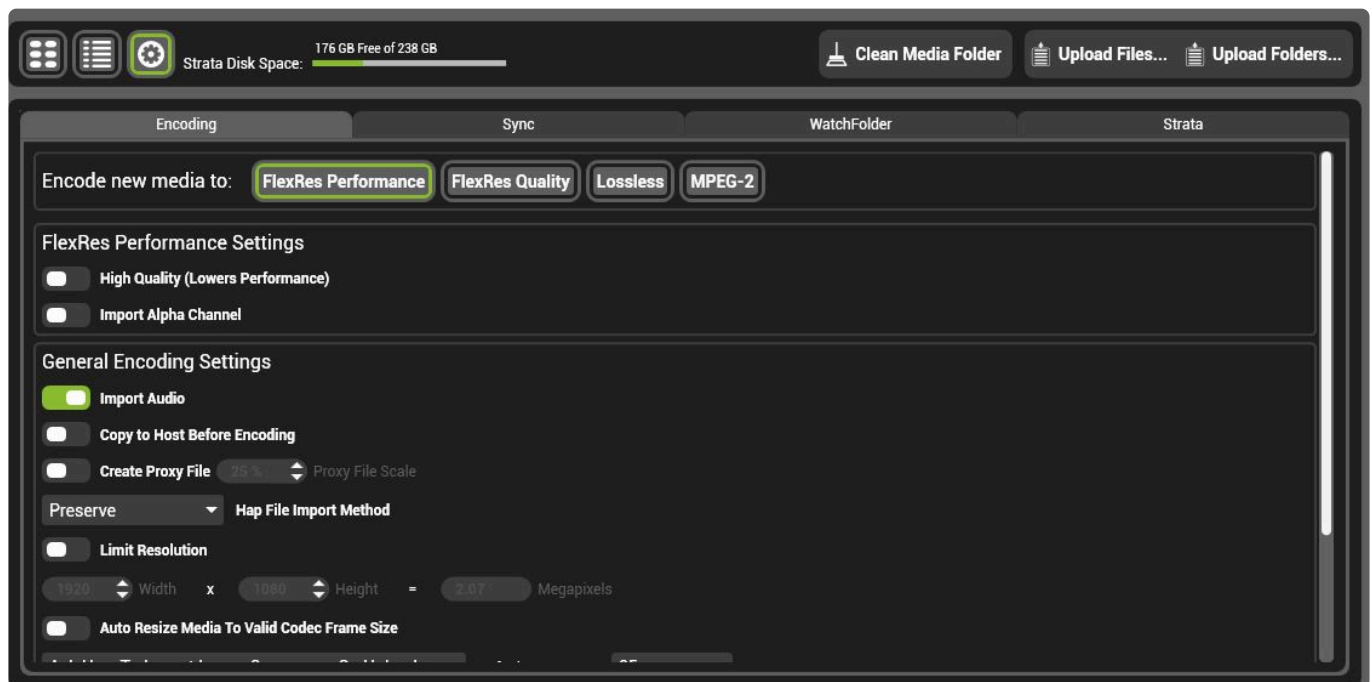 176 GB Free of 238 GB
Strata Disk Space:
Clean Media Folder
Upload Files...
Upload Folders...
Encoding Sync WatchFolder Strata
Encode new media to: FlexRes Performance FlexRes Quality Lossless MPEG-2
FlexRes Performance Settings
High Quality (Lowers Performance)
Import Alpha Channel
General Encoding Settings
Import Audio
Copy to Host Before Encoding
Create Proxy File 25 % Proxy File Scale
Preserve Hap File Import Method
Limit Resolution
1920 Width x 1080 Height = 2.07 Megapixels
Auto Resize Media To Valid Codec Frame Size